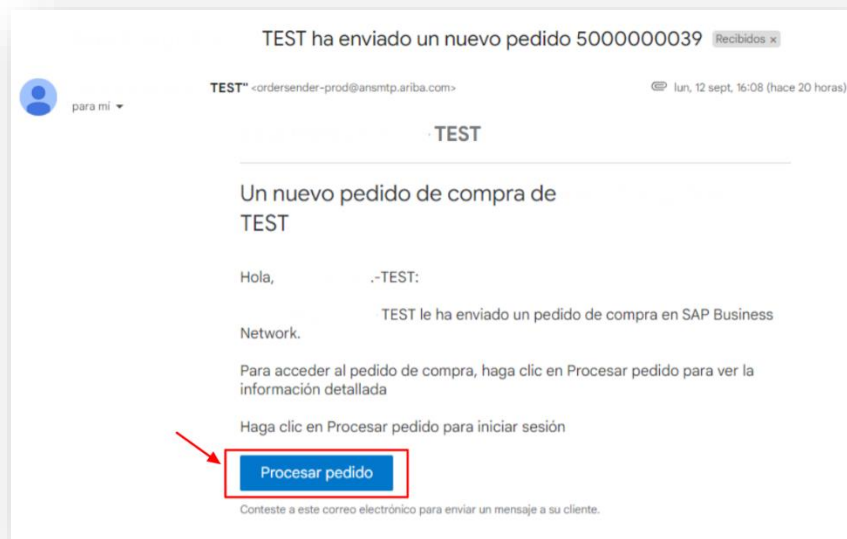 TEST ha enviado un nuevo pedido 5000000039 Recibidos x
TEST" <ordersender-prod@ansmtp.ariba.com> lun, 12 sept, 16:08 (hace 20 horas)
para mí
TEST
Un nuevo pedido de compra de
TEST
Hola, .-TEST:
TEST le ha enviado un pedido de compra en SAP Business
Network.
Para acceder al pedido de compra, haga clic en Procesar pedido para ver la
información detallada
Haga clic en Procesar pedido para iniciar sesión
Procesar pedido
Conteste a este correo electrónico para enviar un mensaje a su cliente.